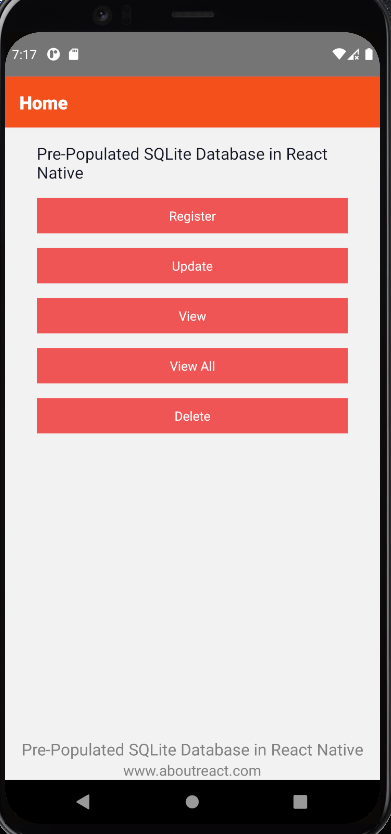 7:17
Home
Pre-Populated SQLite Database in React
Native
Register
Update
View
View All
Delete
Pre-Populated SQLite Database in React Native
www.aboutreact.com